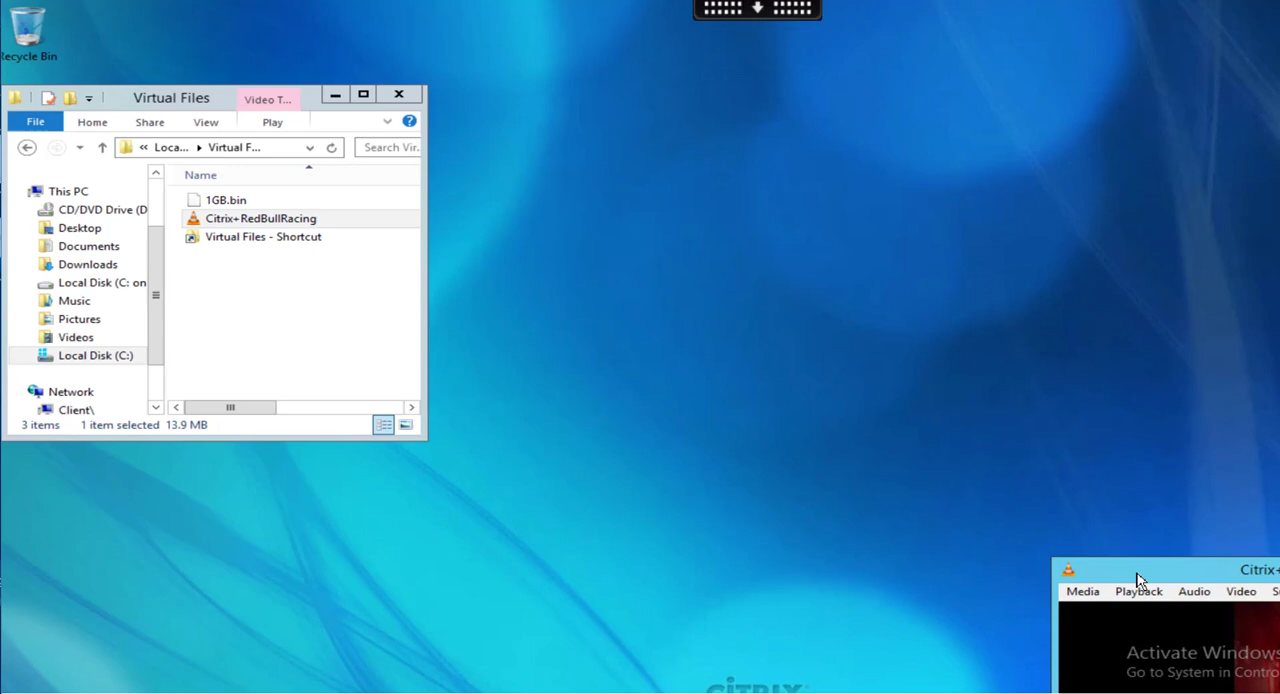 Recycle Bin
Virtual Files
Video T...
File
Home
Share
View
Play
« Loca... ▸ Virtual F...
Search Vir.
This PC
CD/DVD Drive (D
Desktop
Documents
Downloads
Local Disk (C: on
Music
Pictures
Videos
Local Disk (C:)
Network
Client\
Name
1GB.bin
Citrix+RedBullRacing
Virtual Files - Shortcut
3 items 1 item selected 13.9 MB
CİTRIX
Citrix+
Media Playback Audio Video S
Activate Windows
Go to System in Contro